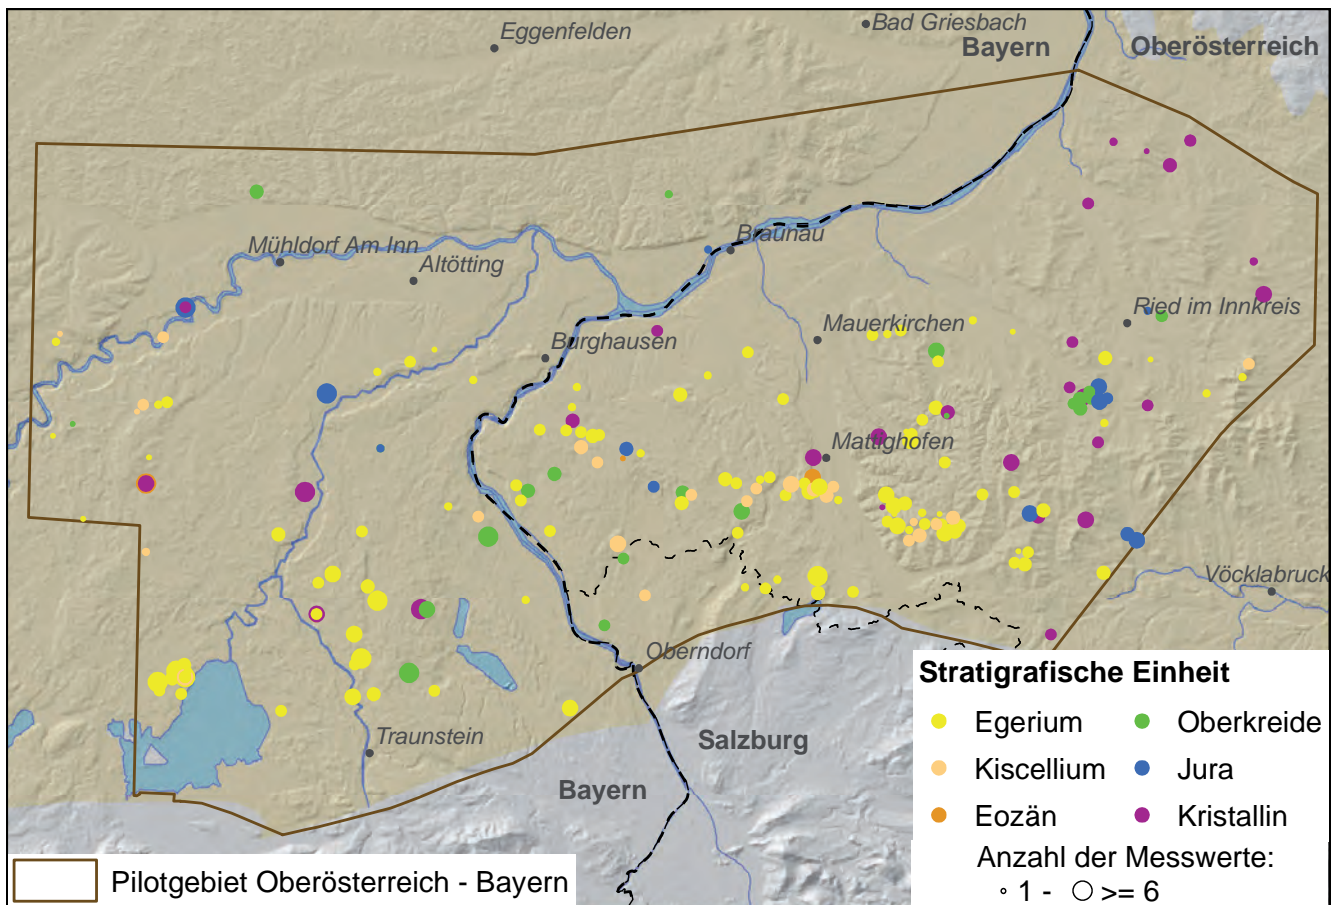 Bad Griesbach
Eggenfelden
Bayern
Oberösterreich
Braunau
Mühldorf Am Inn
Altötting
Ried im Innkreis
Mauerkirchen
Burghausen
Mattighofen
Vöcklabruck
Oberndorf
Traunstein
Salzburg
Bayern
Stratigrafische Einheit
Egerium
Oberkreide
Kiscellium
Jura
Eozän
Kristallin
Anzahl der Messwerte:
1 - >= 6
Pilotgebiet Oberösterreich - Bayern